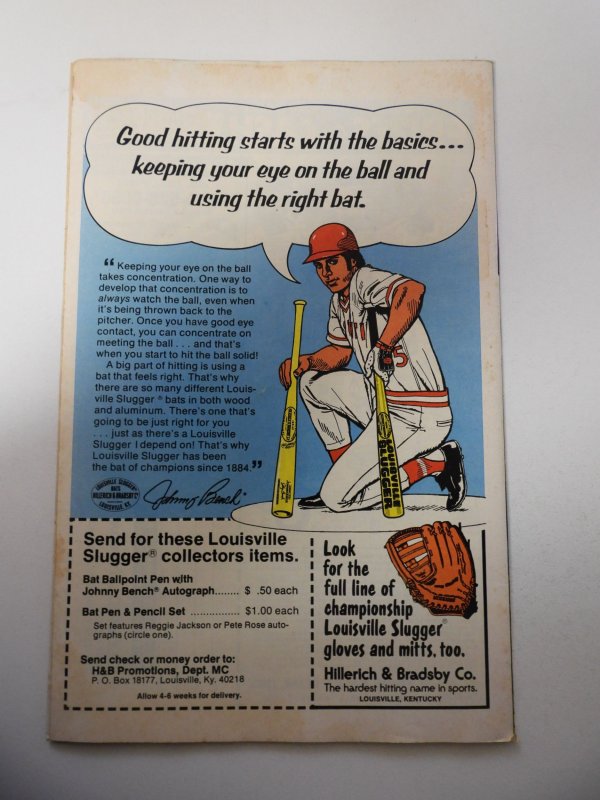 Good hitting starts with the basics...
keeping your eye on the ball and
using the right bat.
“ Keeping your eye on the ball
takes concentration. One way to
develop that concentration is to
always watch the ball, even when
it's being thrown back to the
pitcher. Once you have good eye
contact, you can concentrate on
meeting the ball . . . and that's
when you start to hit the ball solid!
A big part of hitting is using a
bat that feels right. That's why
there are so many different Louis-
ville Slugger ® bats in both wood
and aluminum. There's one that's
going to be just right for you
. . . just as there's a Louisville
Slugger I depend on! That's why
Louisville Slugger has been
the bat of champions since 1884.”
LOUISVILLE SLUGGER
BATS
HILLERICH & BRADSBY Co
LOUISVILLE, KY.
Johnny Bench
5
LOUISVILLE
SLUGGER
Send for these Louisville
Slugger® collectors items.
Bat Ballpoint Pen with
Johnny Bench® Autograph........ $ .50 each
Bat Pen & Pencil Set ................ $1.00 each
Set features Reggie Jackson or Pete Rose auto-
graphs (circle one).
Send check or money order to:
H&B Promotions, Dept. MC
P. O. Box 18177, Louisville, Ky. 40218
Allow 4-6 weeks for delivery.
Look
for the
full line of
championship
Louisville Slugger®
gloves and mitts, too.
Hillerich & Bradsby Co.
The hardest hitting name in sports.
LOUISVILLE, KENTUCKY